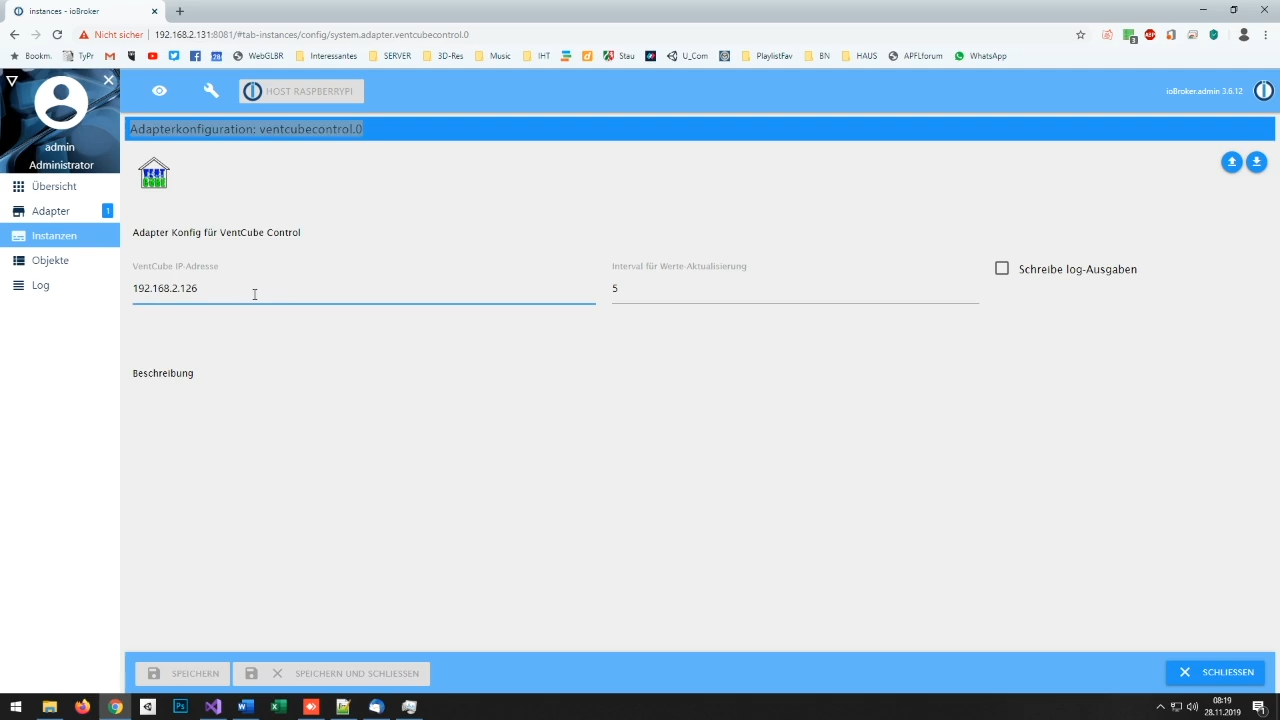 instances - ioBroker
Nicht sicher 192.168.2.131:8081/#tab-instances/config/system.adapter.ventcubecontrol.0
Bookm. TyPr WebGLBR Interessantes SERVER 3D-Res Music IHT Stau U_Com PlaylistFav BN HAUS APFLforum WhatsApp
HOST RASPBERRYPI
ioBroker.admin 3.6.12
admin
Administrator
Adapterkonfiguration: ventcubecontrol.0
VENT
CUBE
Übersicht
Adapter 1
Instanzen
Objekte
Log
Adapter Konfig für VentCube Control
VentCube IP-Adresse
192.168.2.126
Interval für Werte-Aktualisierung
5
Schreibe log-Ausgaben
Beschreibung
SPEICHERN
SPEICHERN UND SCHLIESSEN
SCHLIESSEN
08:19
28.11.2019